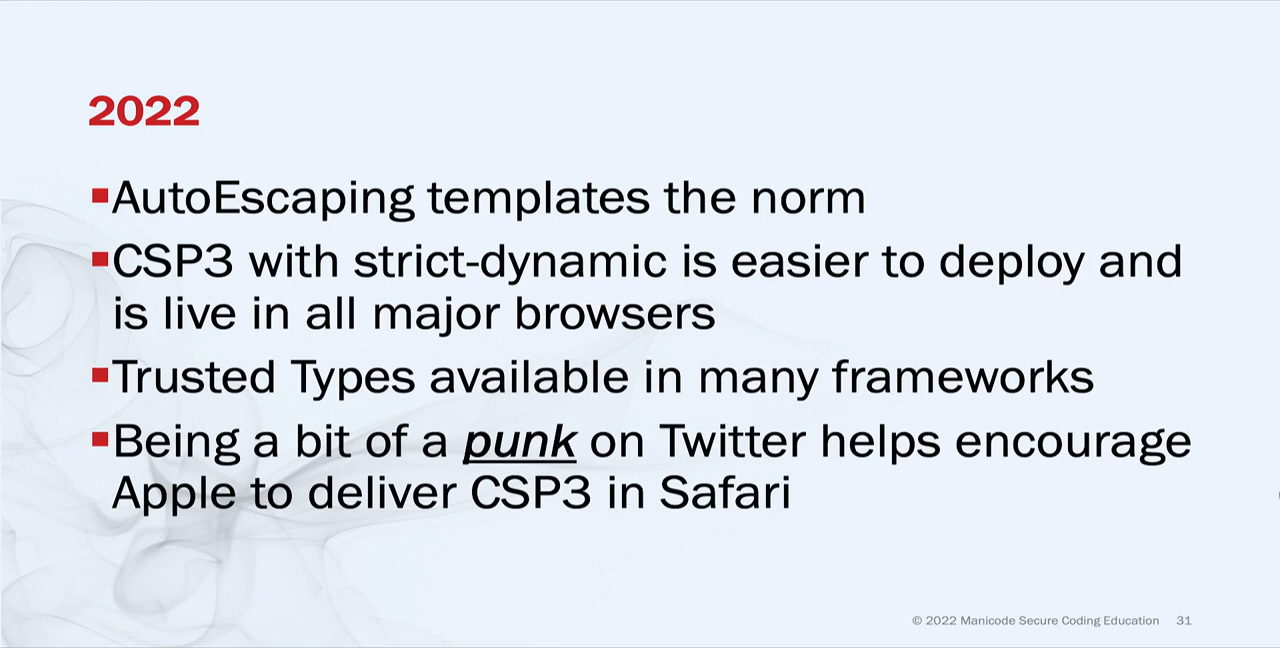 2022
▪AutoEscaping templates the norm
▪CSP3 with strict-dynamic is easier to deploy and
is live in all major browsers
▪Trusted Types available in many frameworks
▪Being a bit of a punk on Twitter helps encourage
Apple to deliver CSP3 in Safari
© 2022 Manicode Secure Coding Education 31